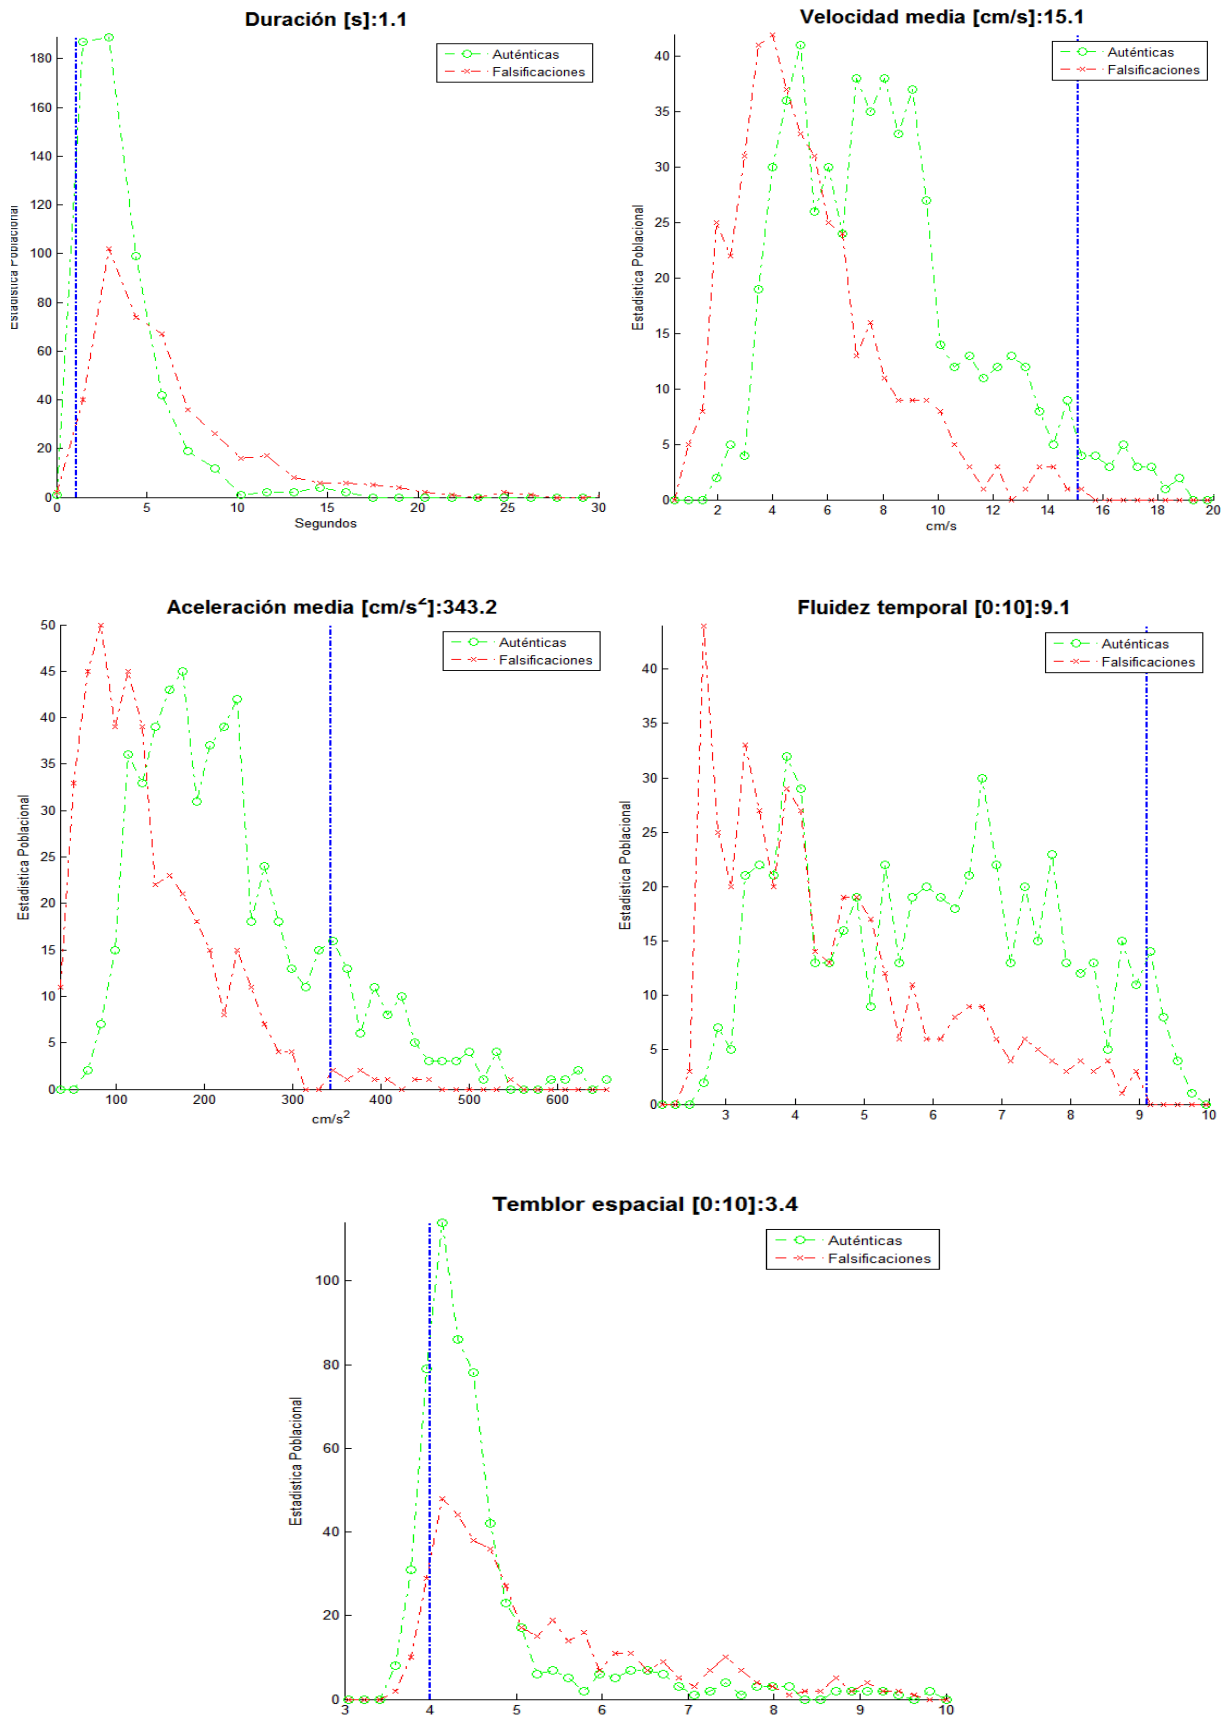 Duración [s]:1.1
Auténticas
Falsificaciones
Estadistica Poblacional
180
160
140
120
100
80
60
40
20
0
0 5 10 15 20 25 30
Segundos
Velocidad media [cm/s]:15.1
Auténticas
Falsificaciones
Estadistica Poblacional
40
35
30
25
20
15
10
5
0
2 4 6 8 10 12 14 16 18 20
cm/s
Aceleración media [cm/s²]:343.2
Auténticas
Falsificaciones
Estadistica Poblacional
50
45
40
35
30
25
20
15
10
5
0
100 200 300 400 500 600
cm/s²
Fluidez temporal [0:10]:9.1
Auténticas
Falsificaciones
Estadistica Poblacional
40
35
30
25
20
15
10
5
0
3 4 5 6 7 8 9 10
Temblor espacial [0:10]:3.4
Auténticas
Falsificaciones
Estadistica Poblacional
100
80
60
40
20
0
3 4 5 6 7 8 9 10